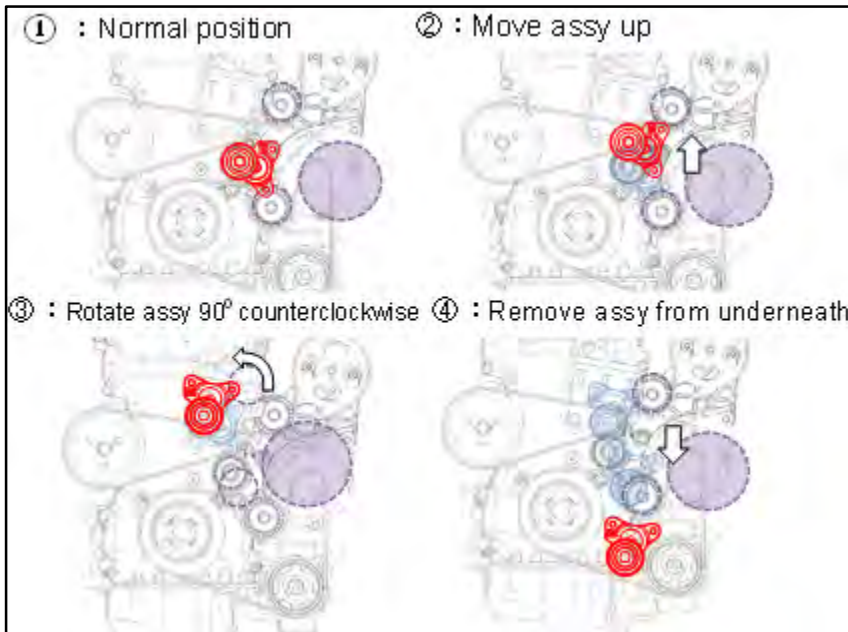 ① : Normal position
② : Move assy up
③ : Rotate assy 90° counterclockwise
④ : Remove assy from underneath